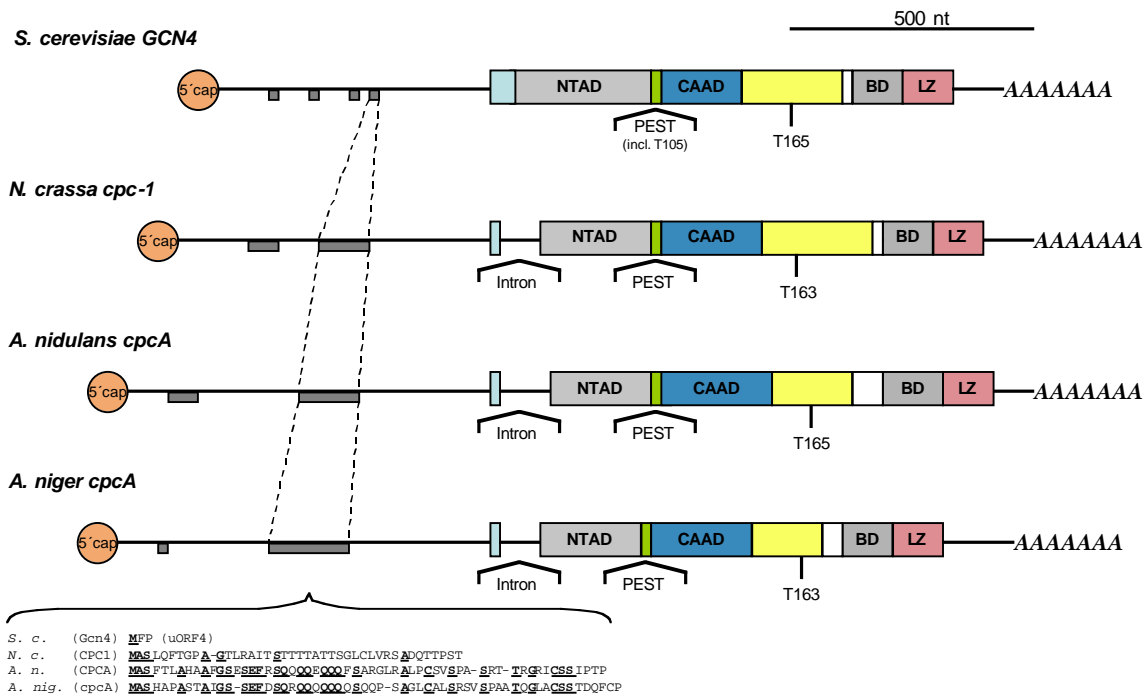 500 nt
S. cerevisiae GCN4
5´cap
NTAD
CAAD
BD
LZ
AAAAAAA
PEST
(incl. T105)
T165
N. crassa cpc-1
5´cap
NTAD
CAAD
BD
LZ
AAAAAAA
Intron
PEST
T163
A. nidulans cpcA
5´cap
NTAD
CAAD
BD
LZ
AAAAAAA
Intron
PEST
T165
A. niger cpcA
5´cap
NTAD
CAAD
BD
LZ
AAAAAAA
Intron
PEST
T163
S. c. (Gcn4) MFP (uORF4)
N. c. (CPC1) MASLQFTGPA-GTLRAITSTTTTATTSGLCLVRSADQTTPST
A. n. (CPCA) MASFTLAHAAFGSESEFRSQQQEQQQFSARGLRALPCSVSPA-SRT-TRGRICSSIPTP
A. nig. (cpcA) MASHAPASTAIGS-SEFDSQRQQQQQQSQQP-SAGLCALSRSVSPAATQGLACSSTDQFCP